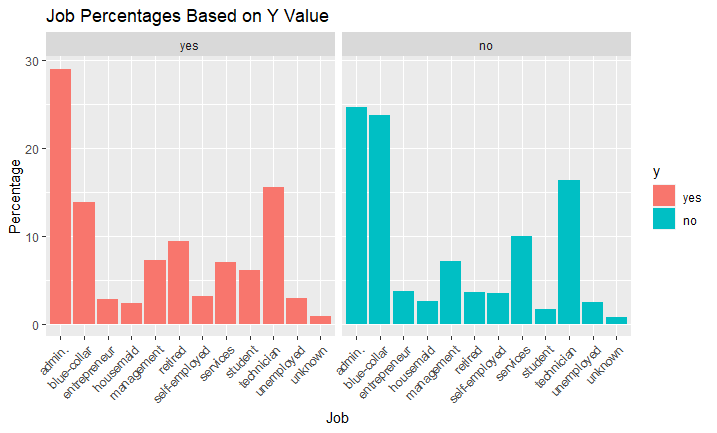 Job Percentages Based on Y Value
yes
no
30
20
10
0
Percentage
admin.
blue-collar
entrepreneur
housemaid
management
retired
self-employed
services
student
technician
unemployed
unknown
admin.
blue-collar
entrepreneur
housemaid
management
retired
self-employed
services
student
technician
unemployed
unknown
Job
y
yes
no